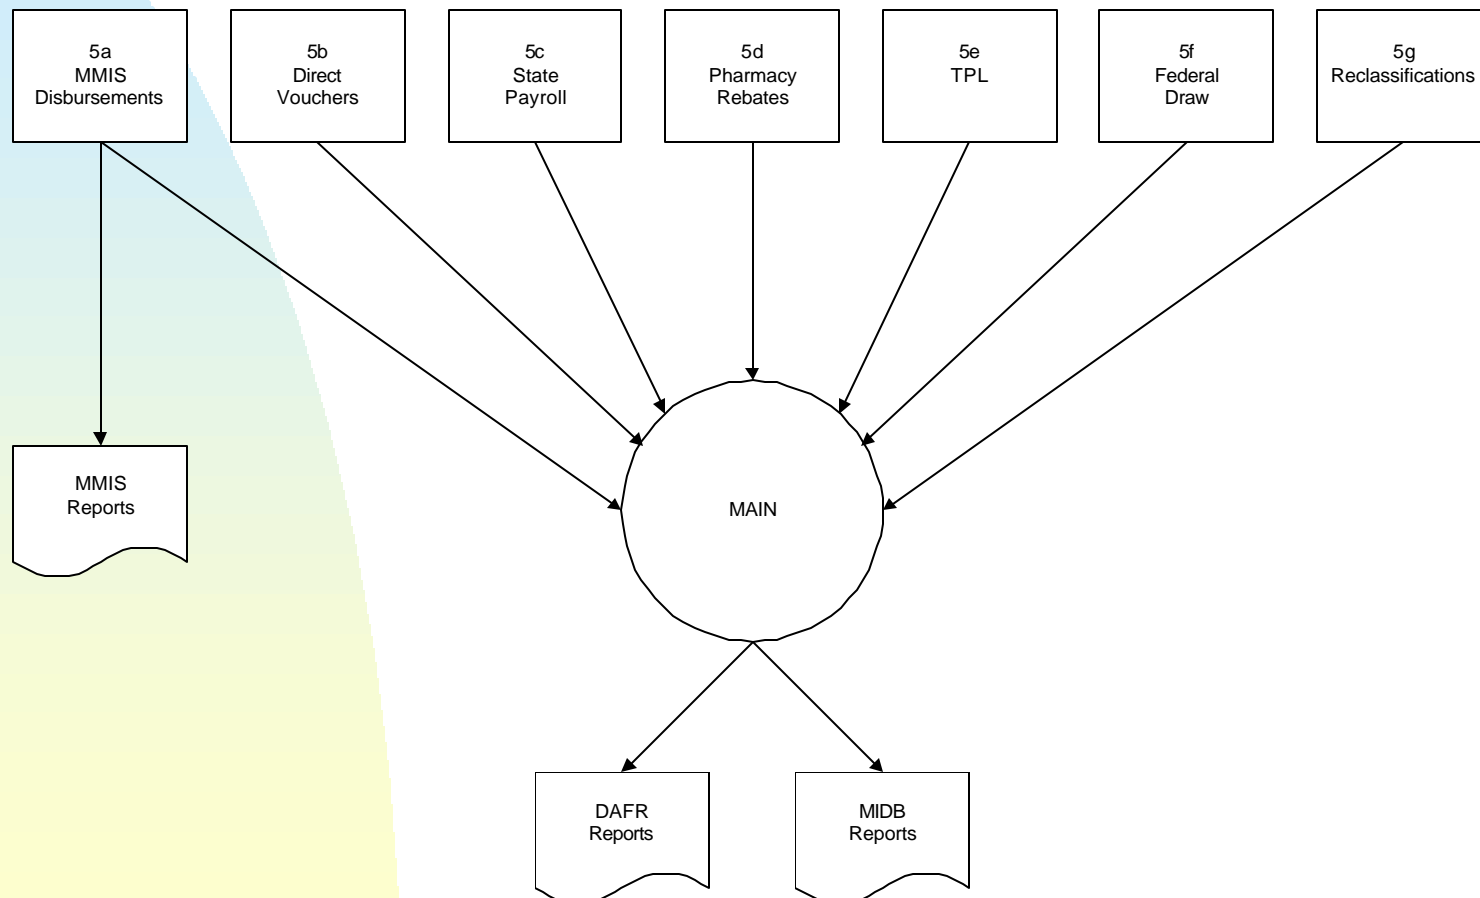 5a
MMIS
Disbursements
5b
Direct
Vouchers
5c
State
Payroll
5d
Pharmacy
Rebates
5e
TPL
5f
Federal
Draw
5g
Reclassifications
MMIS
Reports
MAIN
DAFR
Reports
MIDB
Reports